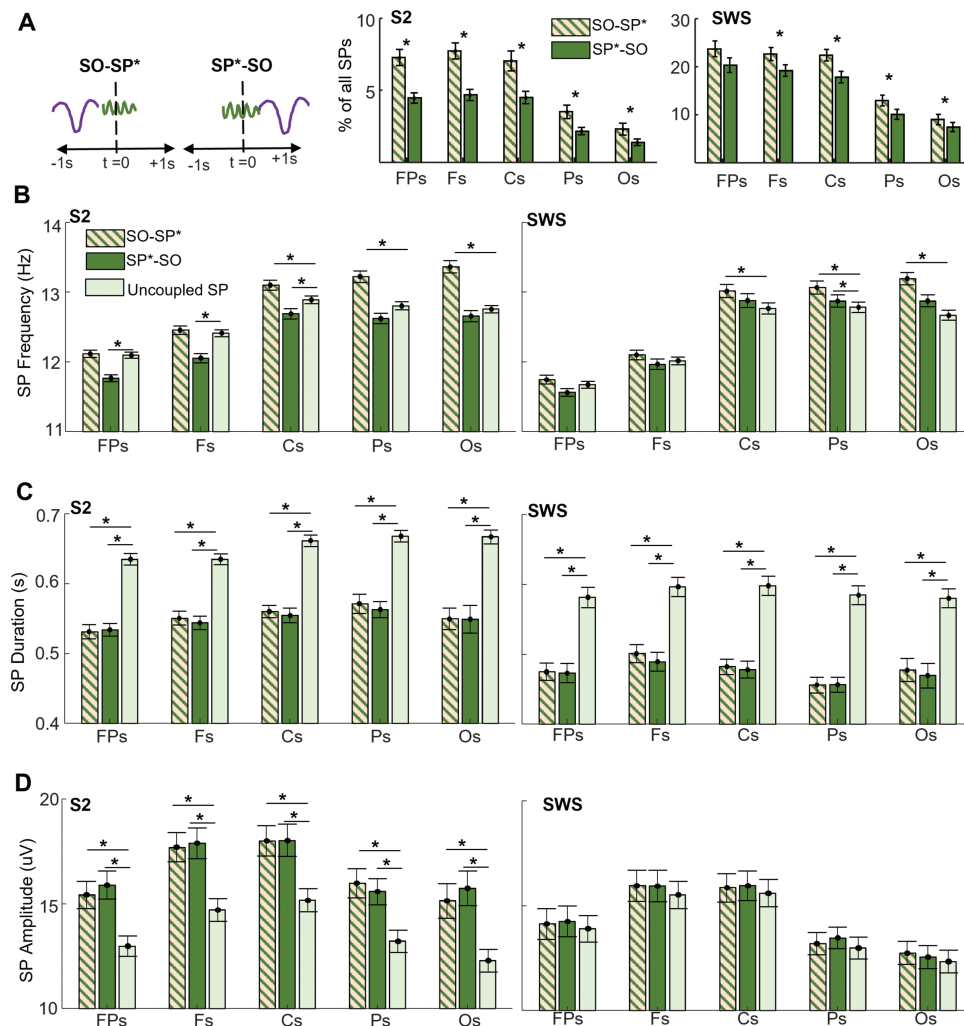 A
SO-SP*
SP*-SO
-1s
t =0
+1s
-1s
t =0
+1s
S2
SO-SP*
SP*-SO
% of all SPs
10
5
* * * * *
FPs Fs Cs Ps Os
SWS
30
20
10
* * * *
FPs Fs Cs Ps Os
B
S2
SO-SP*
SP*-SO
Uncoupled SP
SP Frequency (Hz)
14
13
12
11
* * * * * *
FPs Fs Cs Ps Os
SWS
* * * *
FPs Fs Cs Ps Os
C
S2
SP Duration (s)
0.7
0.6
0.5
0.4
* * * * * * * * * *
FPs Fs Cs Ps Os
SWS
* * * * * * * * * *
FPs Fs Cs Ps Os
D
S2
SP Amplitude (uV)
20
15
10
* * * * * * * * * *
FPs Fs Cs Ps Os
SWS
FPs Fs Cs Ps Os